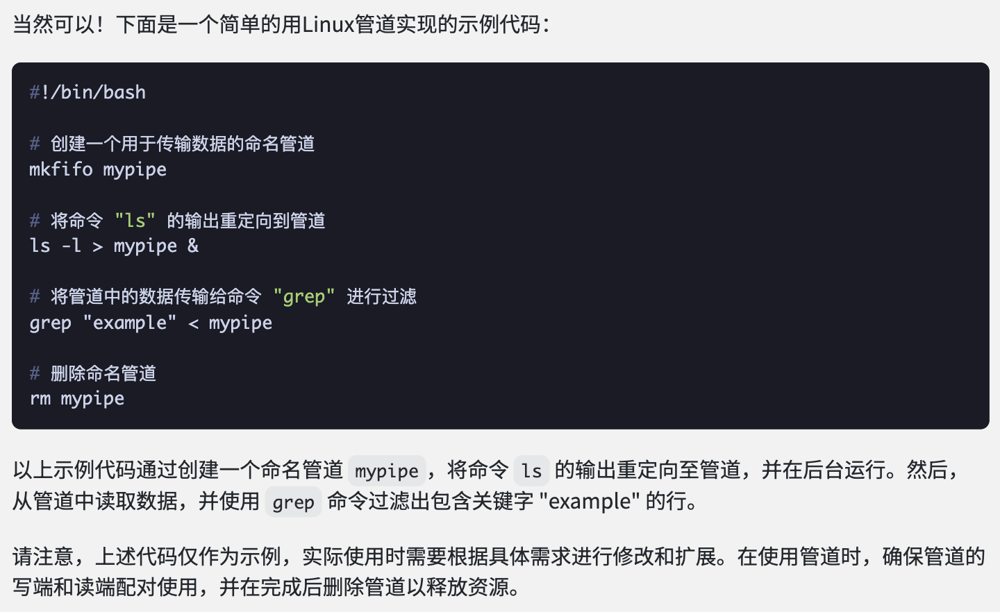 当然可以！下面是一个简单的用Linux管道实现的示例代码：
#!/bin/bash
# 创建一个用于传输数据的命名管道
mkfifo mypipe
# 将命令 "ls" 的输出重定向到管道
ls -l > mypipe &
# 将管道中的数据传输给命令 "grep" 进行过滤
grep "example" < mypipe
# 删除命名管道
rm mypipe
以上示例代码通过创建一个命名管道 mypipe，将命令 ls 的输出重定向至管道，并在后台运行。然后，
从管道中读取数据，并使用 grep 命令过滤出包含关键字 "example" 的行。
请注意，上述代码仅作为示例，实际使用时需要根据具体需求进行修改和扩展。在使用管道时，确保管道的
写端和读端配对使用，并在完成后删除管道以释放资源。